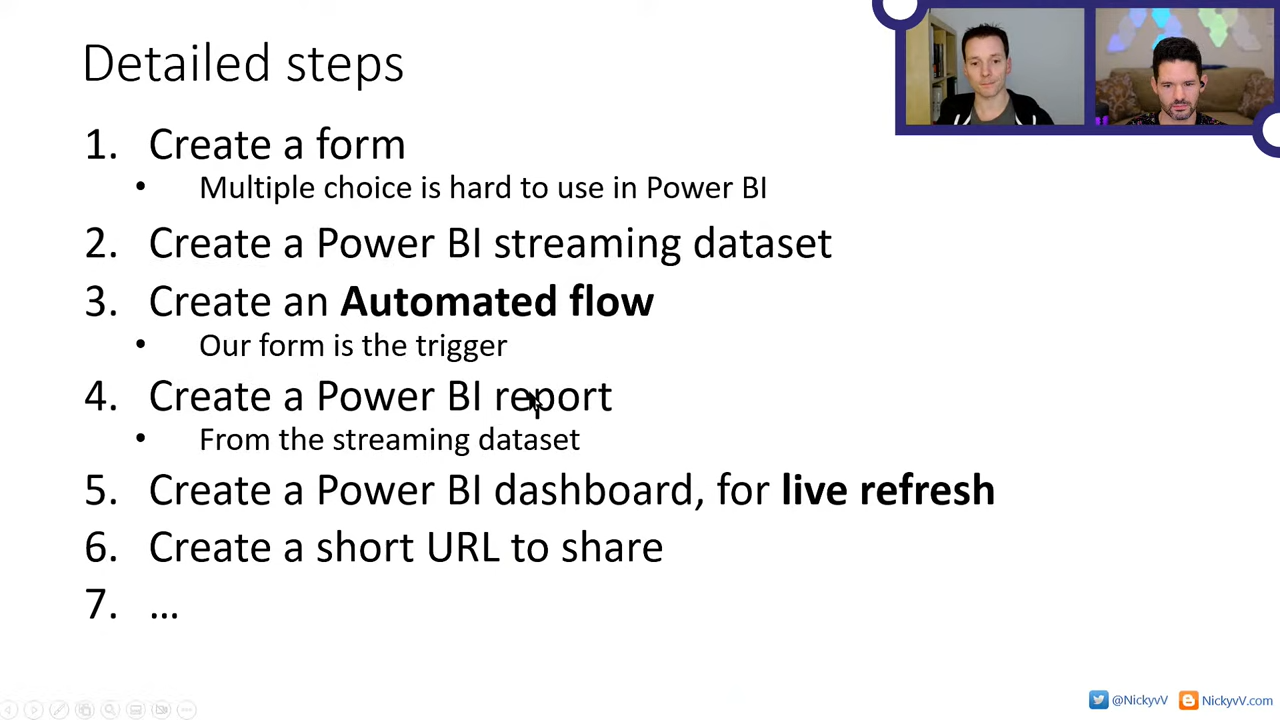 Detailed steps
1. Create a form
• Multiple choice is hard to use in Power BI
2. Create a Power BI streaming dataset
3. Create an Automated flow
• Our form is the trigger
4. Create a Power BI report
• From the streaming dataset
5. Create a Power BI dashboard, for live refresh
6. Create a short URL to share
7. ...
@NickyvV NickyvV.com